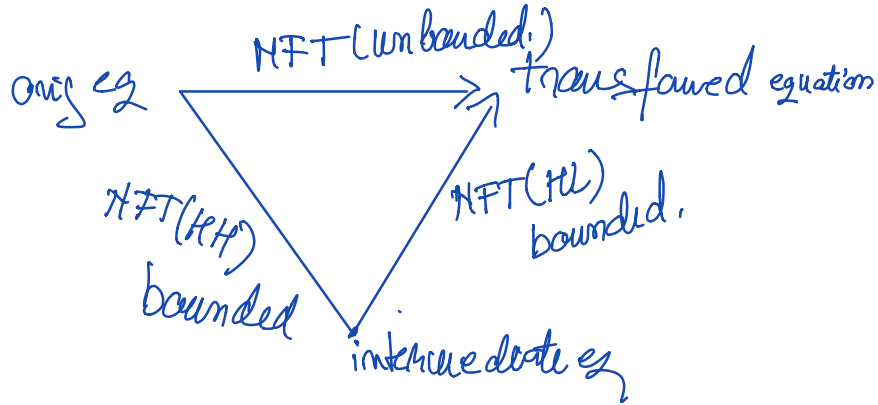 NFT(unbounded.)
orig eq
transformed equation
NFT(HH)
bounded
NFT(HL)
bounded.
intermediate eq